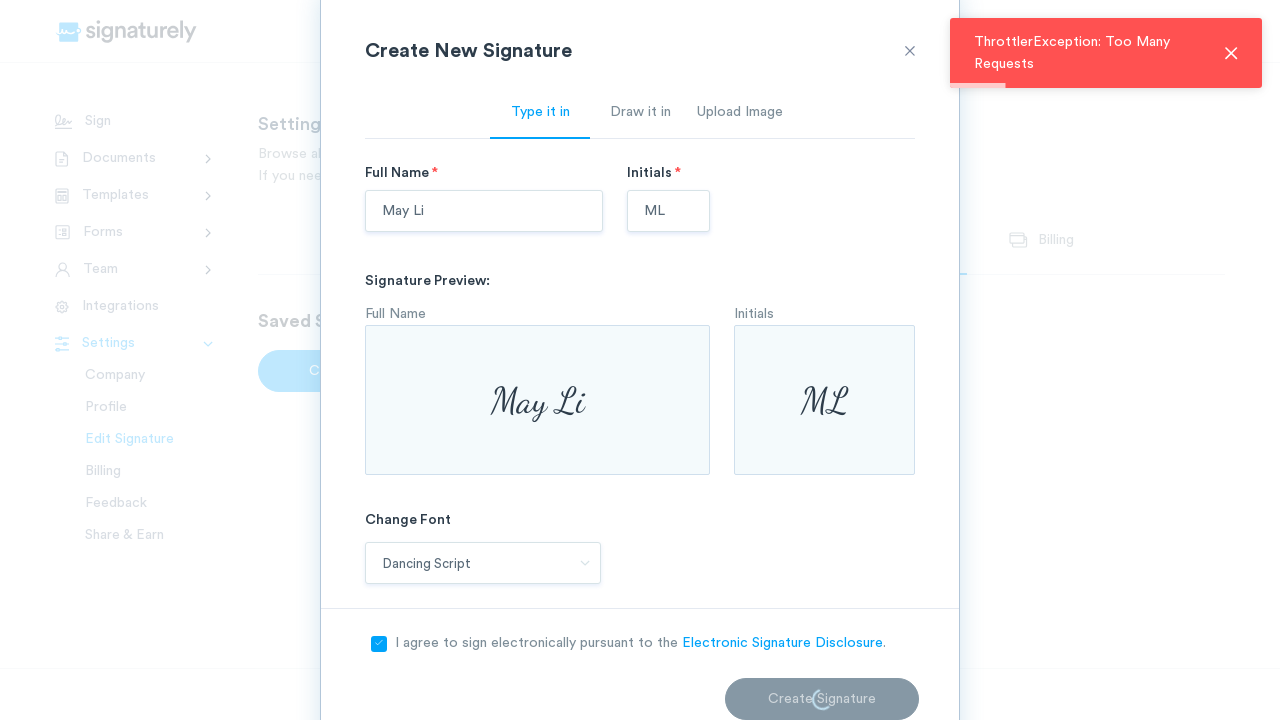 signaturely
Sign
Documents
Templates
Forms
Team
Integrations
Settings
Company
Profile
Edit Signature
Billing
Feedback
Share & Earn
Setting
Browse al
If you nee
Billing
Saved S
C
Create New Signature
Type it in
Draw it in
Upload Image
Full Name *
Initials *
May Li
ML
Signature Preview:
Full Name
Initials
May Li
ML
Change Font
Dancing Script
I agree to sign electronically pursuant to the Electronic Signature Disclosure.
Create Signature
ThrottlerException: Too Many
Requests